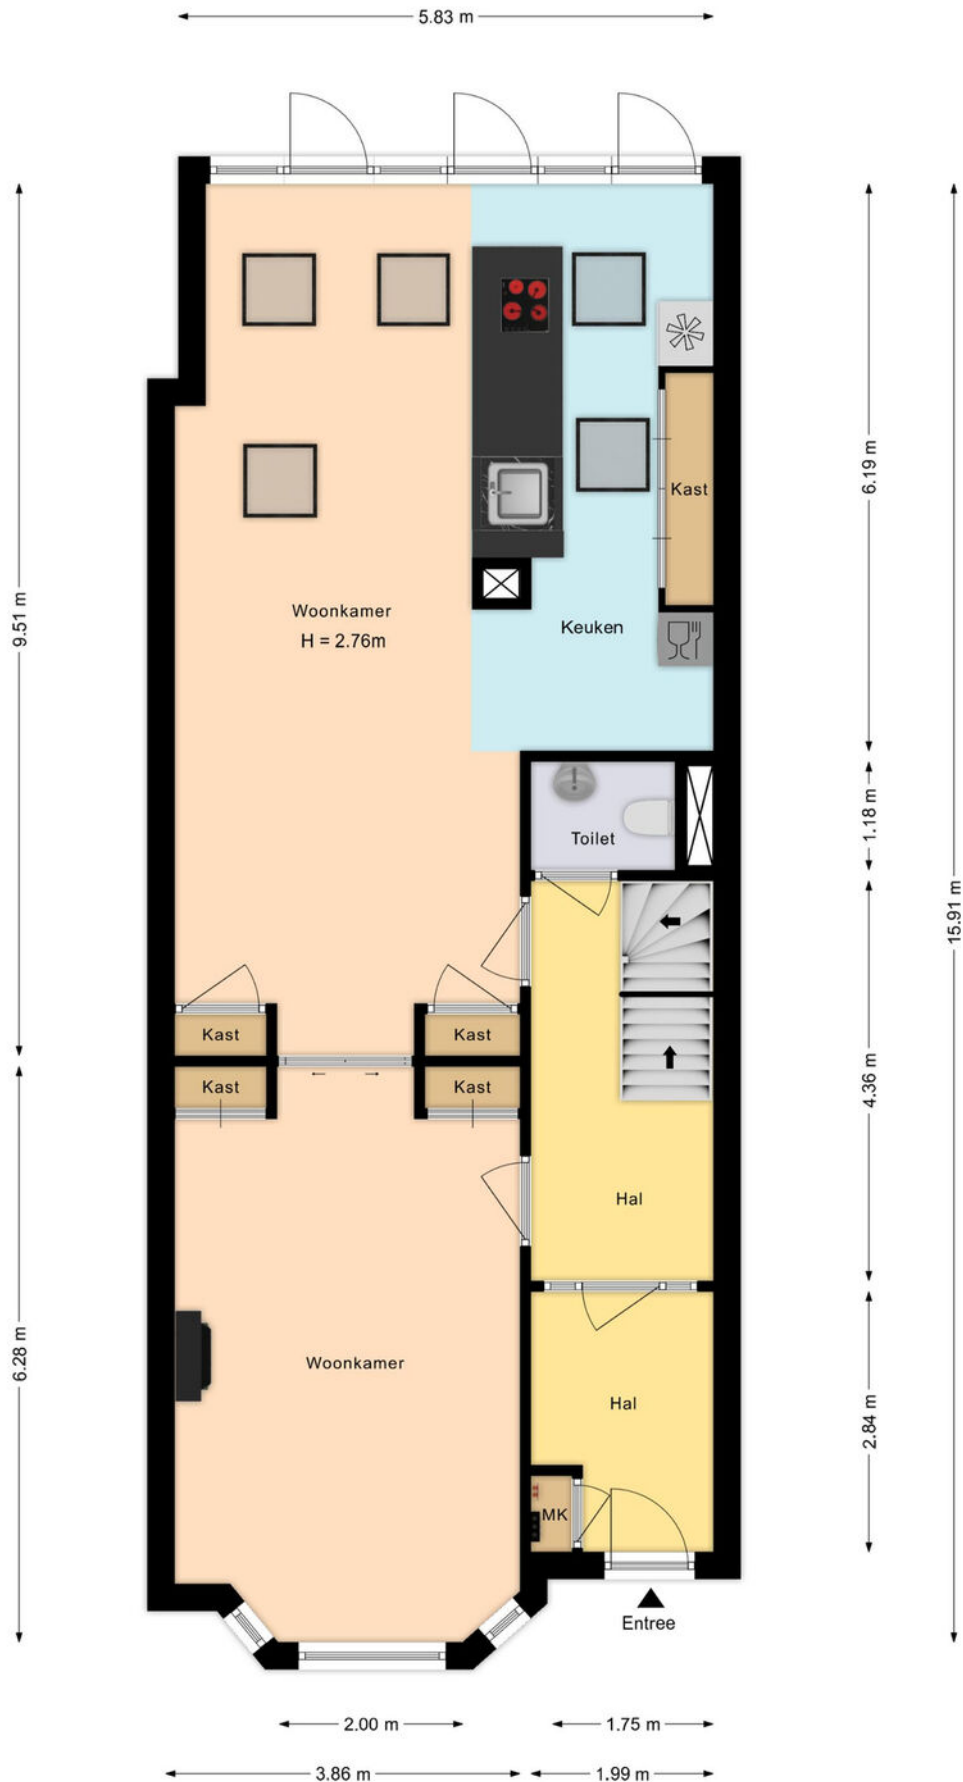 5.83 m
9.51 m
6.19 m
Kast
Woonkamer
H = 2.76m
Keuken
1.18 m
Toilet
15.91 m
Kast
Kast
Kast
Kast
4.36 m
Hal
6.28 m
Woonkamer
Hal
2.84 m
MK
Entree
2.00 m
1.75 m
3.86 m
1.99 m